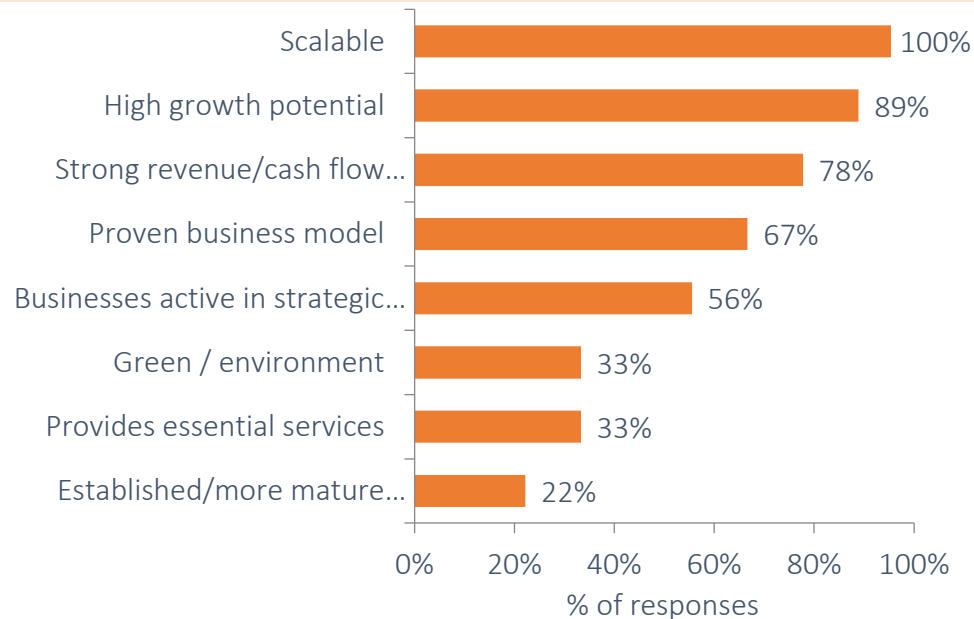 Scalable 100%
High growth potential 89%
Strong revenue/cash flow... 78%
Proven business model 67%
Businesses active in strategic... 56%
Green / environment 33%
Provides essential services 33%
Established/more mature... 22%
0% 20% 40% 60% 80% 100%
% of responses